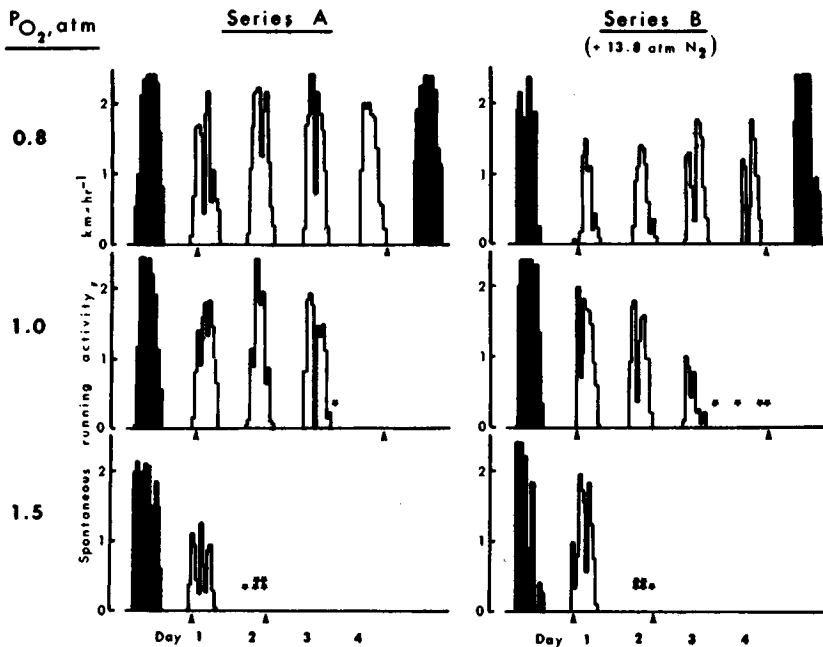 PO2, atm
Series A
Series B
(+ 13.8 atm N2)
0.8
1.0
1.5
Spontaneous running activity, km-hr-1
2
1
0
2
1
0
2
1
0
2
1
0
2
1
0
2
1
0
*
* * **
* ** **
** ** *
Day 1 2 3 4
Day 1 2 3 4